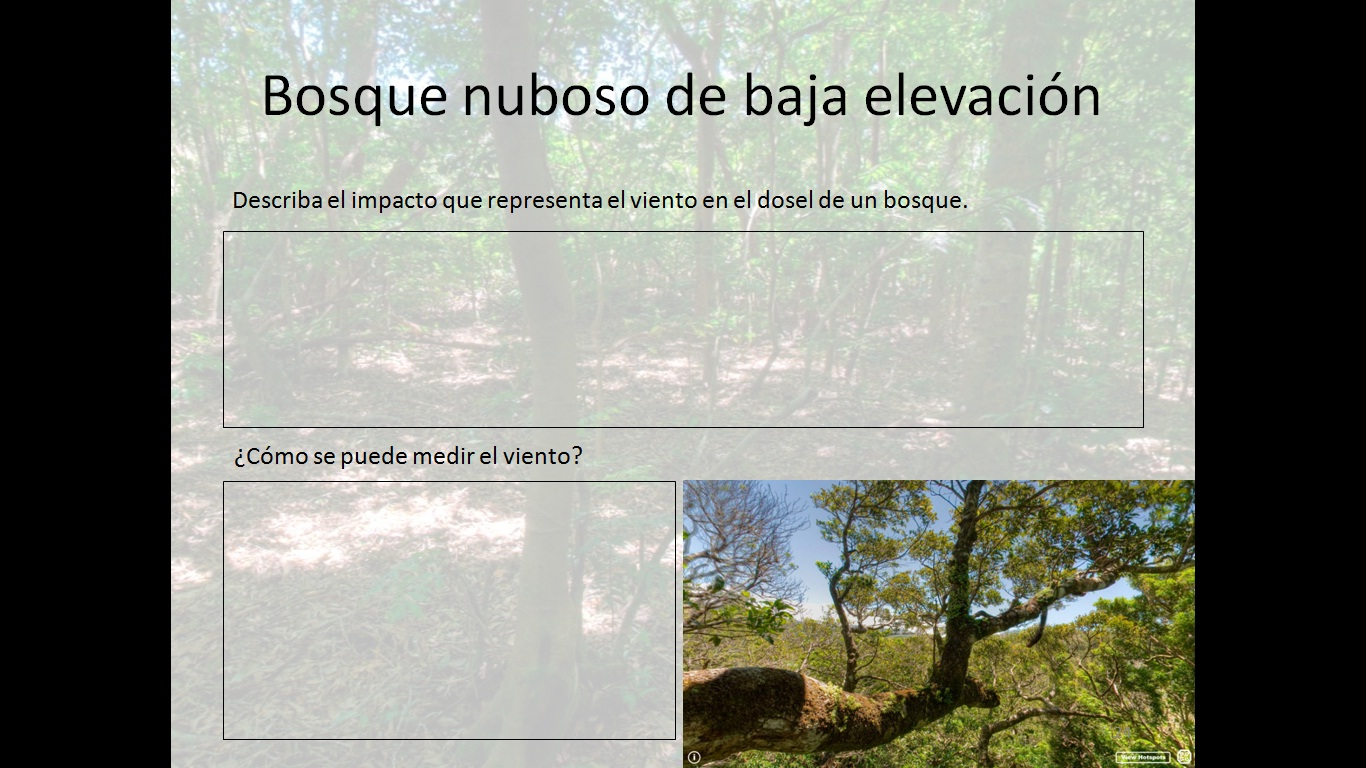 Bosque nuboso de baja elevación
Describa el impacto que representa el viento en el dosel de un bosque.
¿Cómo se puede medir el viento?
View Hotspots